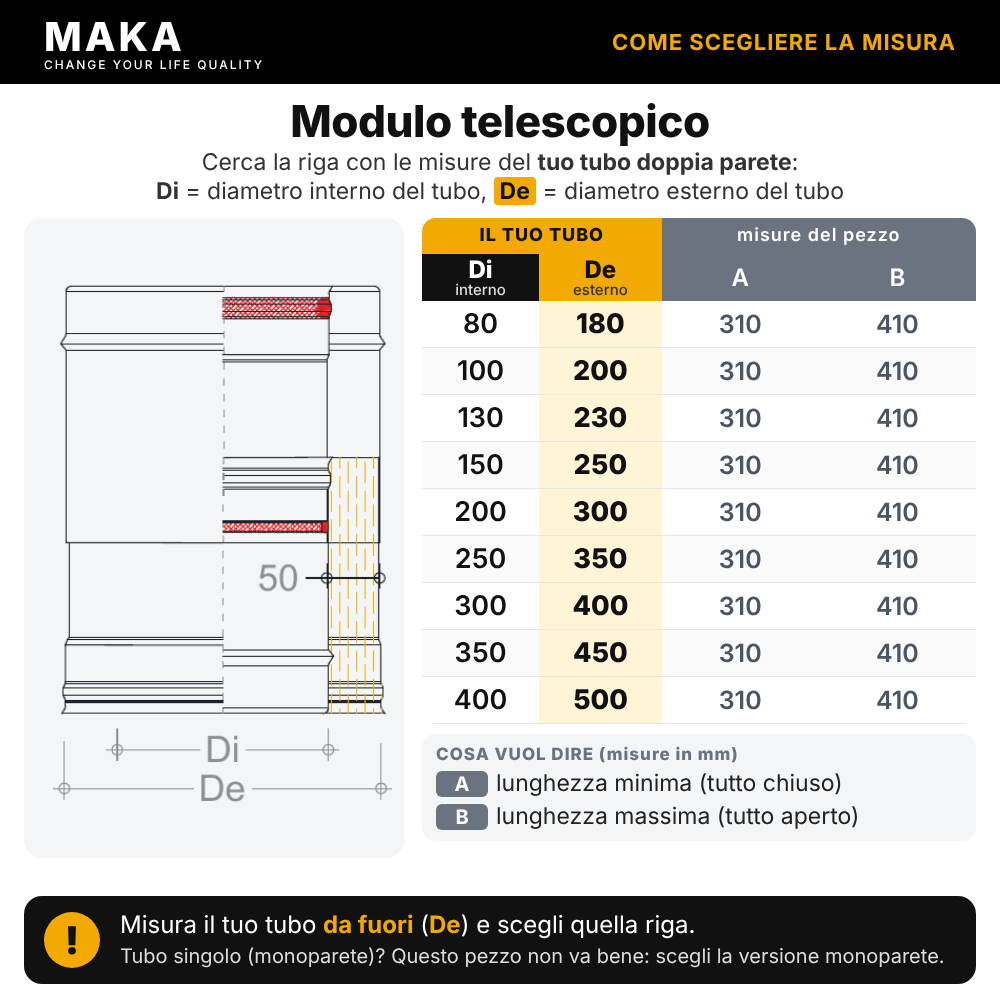 MAKA
CHANGE YOUR LIFE QUALITY
COME SCEGLIERE LA MISURA
Modulo telescopico
Cerca la riga con le misure del tuo tubo doppia parete:
Di = diametro interno del tubo, De = diametro esterno del tubo
50
Di
De
IL TUO TUBO misure del pezzo
Di De A B
interno esterno
80 180 310 410
100 200 310 410
130 230 310 410
150 250 310 410
200 300 310 410
250 350 310 410
300 400 310 410
350 450 310 410
400 500 310 410
COSA VUOL DIRE (misure in mm)
A lunghezza minima (tutto chiuso)
B lunghezza massima (tutto aperto)
! Misura il tuo tubo da fuori (De) e scegli quella riga.
Tubo singolo (monoparete)? Questo pezzo non va bene: scegli la versione monoparete.